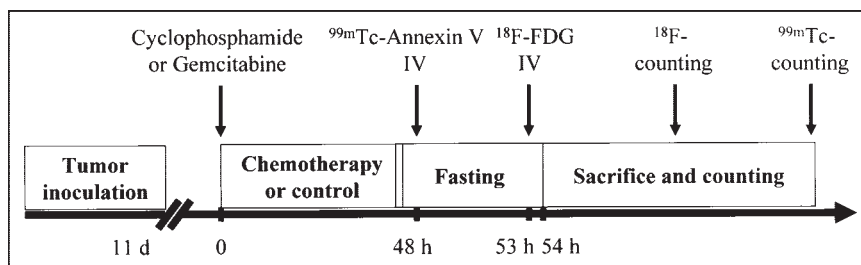 Cyclophosphamide
or Gemcitabine
99mTc-Annexin V
IV
18F-FDG
IV
18F-
counting
99mTc-
counting
Tumor
inoculation
Chemotherapy
or control
Fasting
Sacrifice and counting
11 d
0
48 h
53 h
54 h